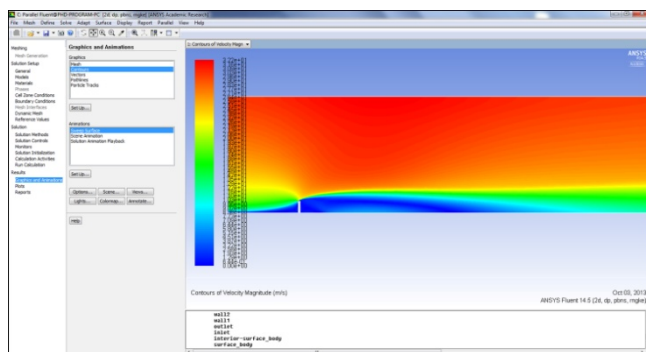 File Mesh Define Solve Adapt Surface Display Report Parallel View Help
Meshing
Mesh Generation
Solution Setup
General
Models
Materials
Phases
Cell Zone Conditions
Boundary Conditions
Mesh Interfaces
Dynamic Mesh
Reference Values
Solution
Solution Methods
Solution Controls
Monitors
Solution Initialization
Calculation Activities
Run Calculation
Results
Graphics and Animations
Plots
Reports
Graphics and Animations
Graphics
Mesh
Contours
Vectors
Pathlines
Particle Tracks
Set Up...
Animations
Sweep Surface
Scene Animation
Solution Animation Playback
Set Up...
Options... Scene... Views...
Lights... Colormap... Annotate...
Help
1: Contours of Velocity Magn
ANSYS
Contours of Velocity Magnitude (m/s)
Oct 03, 2013
ANSYS Fluent 14.5 (2d, dp, pbns, rngke)
wall2
wall1
outlet
inlet
interior-surface_body
surface_body